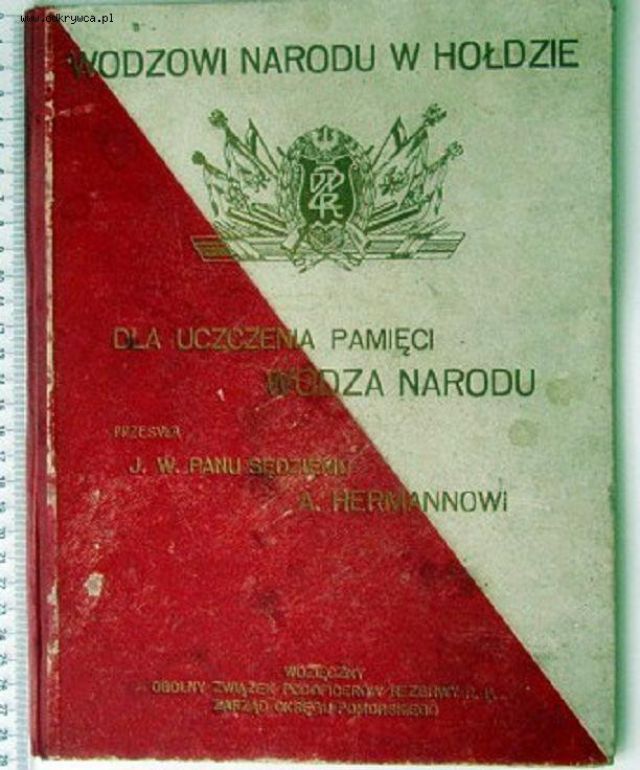 www.odkrywca.pl
WODZOWI NARODU W HOŁDZIE
DLA UCZCZENIA PAMIĘCI
WODZA NARODU
PRZESYŁA
J. W. PANU SĘDZIEMU
A. HERMANNOWI
WDZIĘCZNY
OGÓLNY ZWIĄZEK PODOFICERÓW REZERWY R. P.
ZARZĄD OKRĘGU POMORSKIEGO